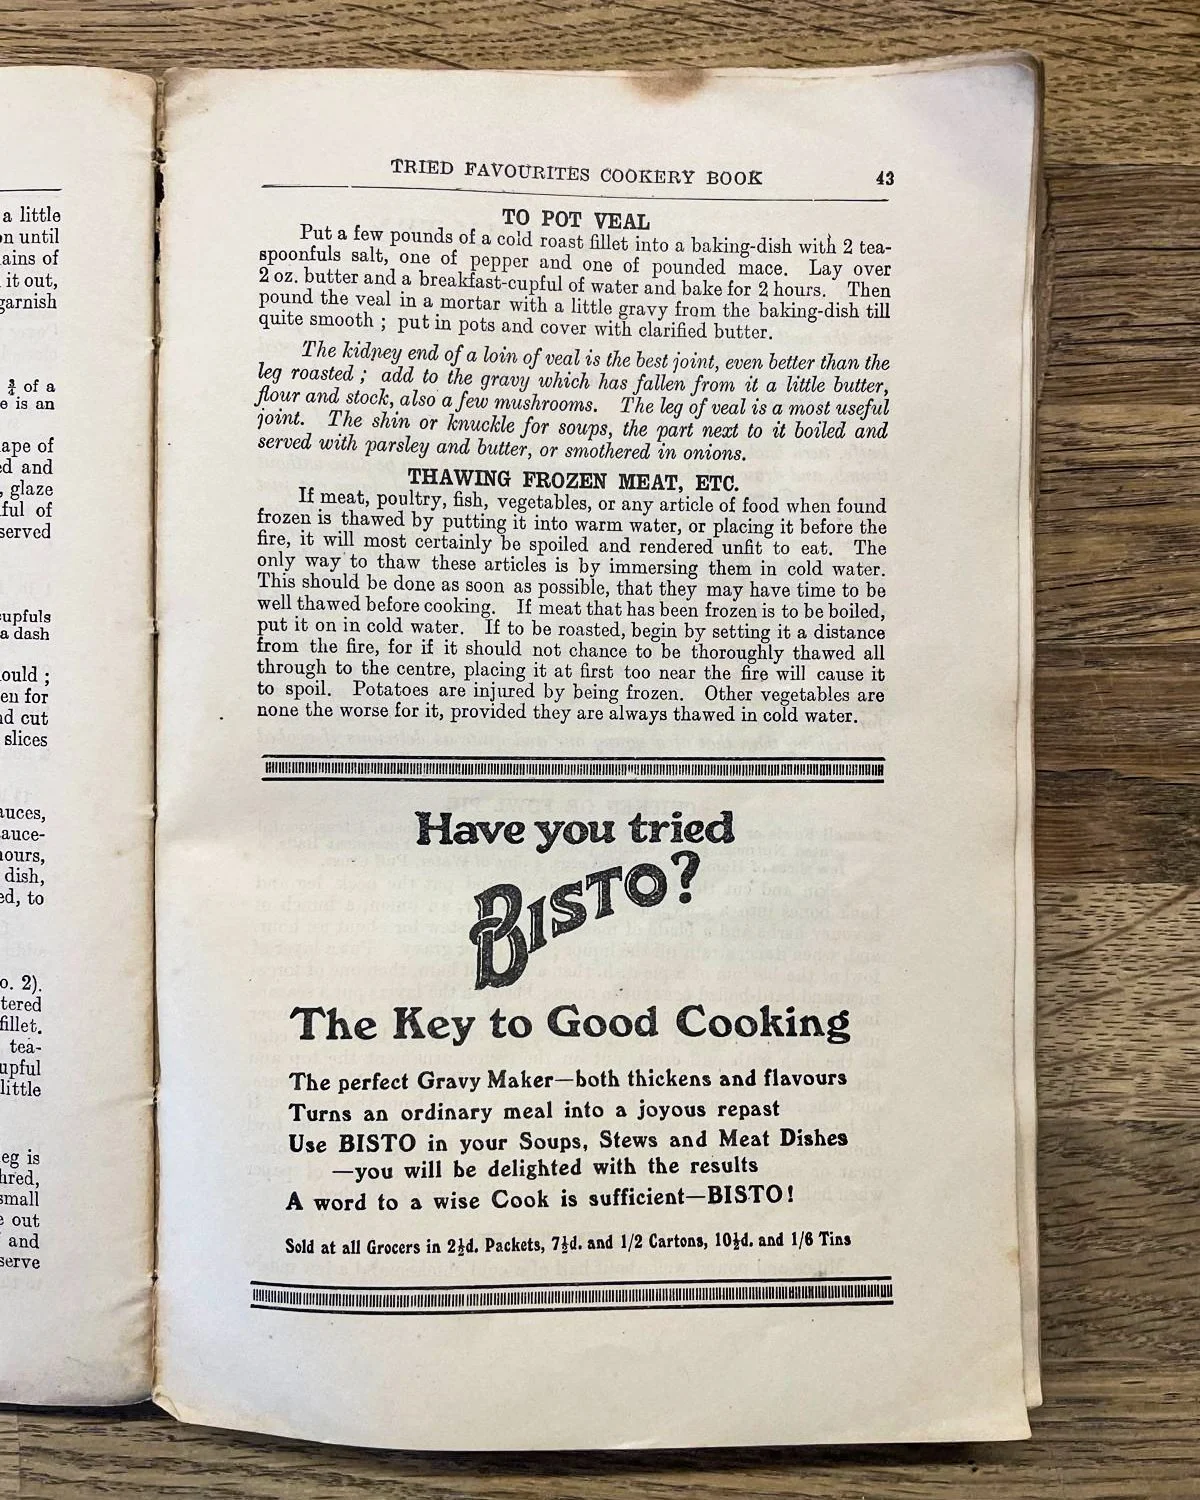 a little
on until
ains of
it out,
garnish
¾ of a
e is an
ape of
ed and
, glaze
ful of
served
cupfuls
a dash
ould ;
en for
nd cut
slices
auces,
auce-
hours,
dish,
ed, to
o. 2).
tered
fillet.
tea-
upful
little
eg is
hred,
small
e out
and
serve
TRIED FAVOURITES COOKERY BOOK 43
TO POT VEAL
Put a few pounds of a cold roast fillet into a baking-dish with 2 tea-
spoonfuls salt, one of pepper and one of pounded mace. Lay over
2 oz. butter and a breakfast-cupful of water and bake for 2 hours. Then
pound the veal in a mortar with a little gravy from the baking-dish till
quite smooth ; put in pots and cover with clarified butter.
The kidney end of a loin of veal is the best joint, even better than the
leg roasted ; add to the gravy which has fallen from it a little butter,
flour and stock, also a few mushrooms. The leg of veal is a most useful
joint. The shin or knuckle for soups, the part next to it boiled and
served with parsley and butter, or smothered in onions.
THAWING FROZEN MEAT, ETC.
If meat, poultry, fish, vegetables, or any article of food when found
frozen is thawed by putting it into warm water, or placing it before the
fire, it will most certainly be spoiled and rendered unfit to eat. The
only way to thaw these articles is by immersing them in cold water.
This should be done as soon as possible, that they may have time to be
well thawed before cooking. If meat that has been frozen is to be boiled,
put it on in cold water. If to be roasted, begin by setting it a distance
from the fire, for if it should not chance to be thoroughly thawed all
through to the centre, placing it at first too near the fire will cause it
to spoil. Potatoes are injured by being frozen. Other vegetables are
none the worse for it, provided they are always thawed in cold water.
Have you tried
BISTO?
The Key to Good Cooking
The perfect Gravy Maker—both thickens and flavours
Turns an ordinary meal into a joyous repast
Use BISTO in your Soups, Stews and Meat Dishes
—you will be delighted with the results
A word to a wise Cook is sufficient—BISTO!
Sold at all Grocers in 2½d. Packets, 7½d. and 1/2 Cartons, 10½d. and 1/6 Tins